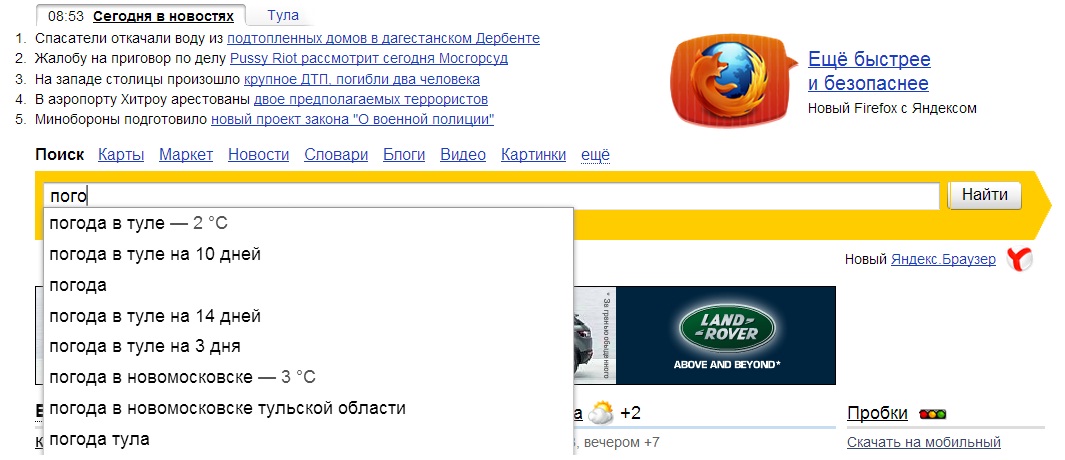 08:53 Сегодня в новостях Тула
1. Спасатели откачали воду из подтопленных домов в дагестанском Дербенте
2. Жалобу на приговор по делу Pussy Riot рассмотрит сегодня Мосгорсуд
3. На западе столицы произошло крупное ДТП, погибли два человека
4. В аэропорту Хитроу арестованы двое предполагаемых террористов
5. Минобороны подготовило новый проект закона "О военной полиции"
Ещё быстрее
и безопаснее
Новый Firefox с Яндексом
Поиск Карты Маркет Новости Словари Блоги Видео Картинки ещё
пого Найти
погода в туле — 2 °C
погода в туле на 10 дней
погода
погода в туле на 14 дней
погода в туле на 3 дня
погода в новомосковске — 3 °C
погода в новомосковске тульской области
погода тула
Новый Яндекс.Браузер
* За гранью обыденного
LAND-
-ROVER
ABOVE AND BEYOND*
а +2
вечером +7
Пробки
Скачать на мобильный